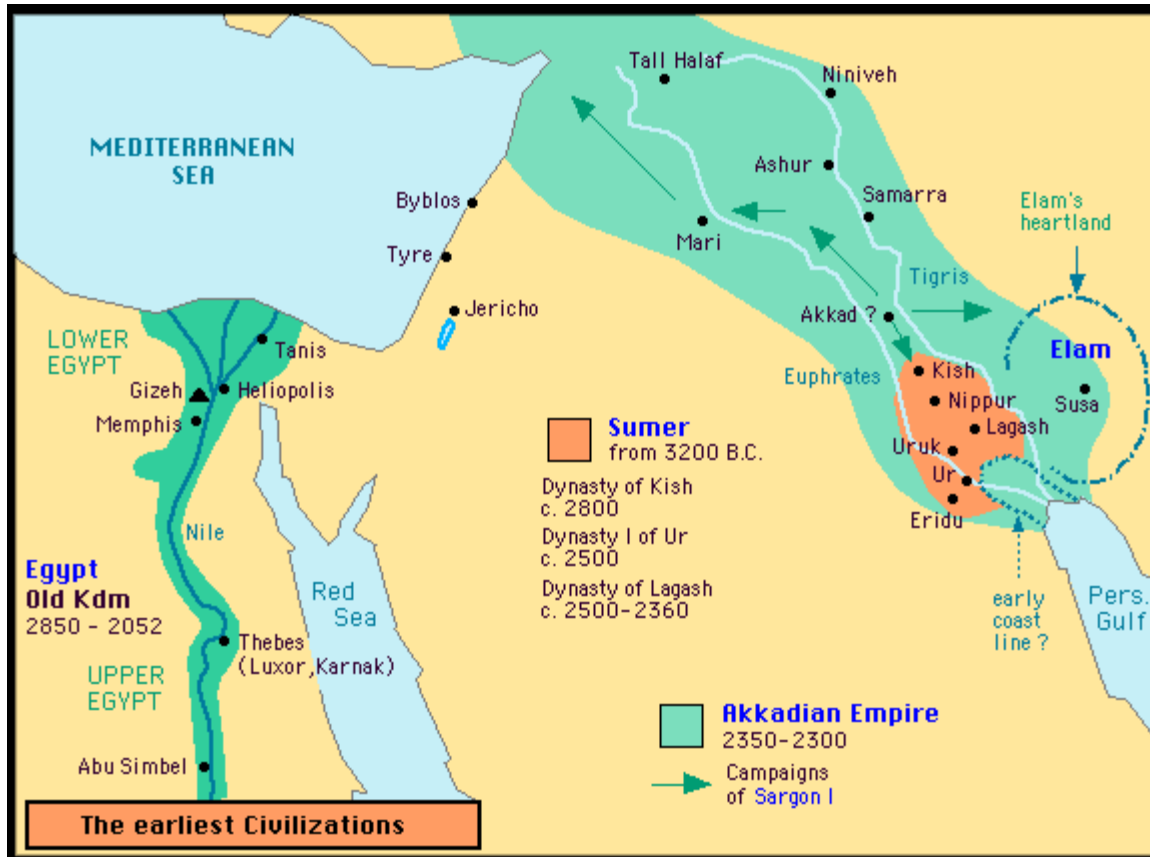 Tall Halaf
Niniveh
MEDITERRANEAN
SEA
Ashur
Byblos
Samarra
Elam's
heartland
Mari
Tyre
Tigris
Jericho
Akkad ?
LOWER
EGYPT
Tanis
Elam
Euphrates
Kish
Gizeh
Heliopolis
Nippur
Susa
Memphis
Sumer
from 3200 B.C.
Lagash
Uruk
Ur
Dynasty of Kish
c. 2800
Eridu
Nile
Dynasty I of Ur
c. 2500
Egypt
Old Kdm
2850 - 2052
Red
Sea
Dynasty of Lagash
c. 2500-2360
early
coast
line ?
Pers.
Gulf
Thebes
(Luxor,Karnak)
UPPER
EGYPT
Akkadian Empire
2350-2300
Abu Simbel
Campaigns
of Sargon I
The earliest Civilizations